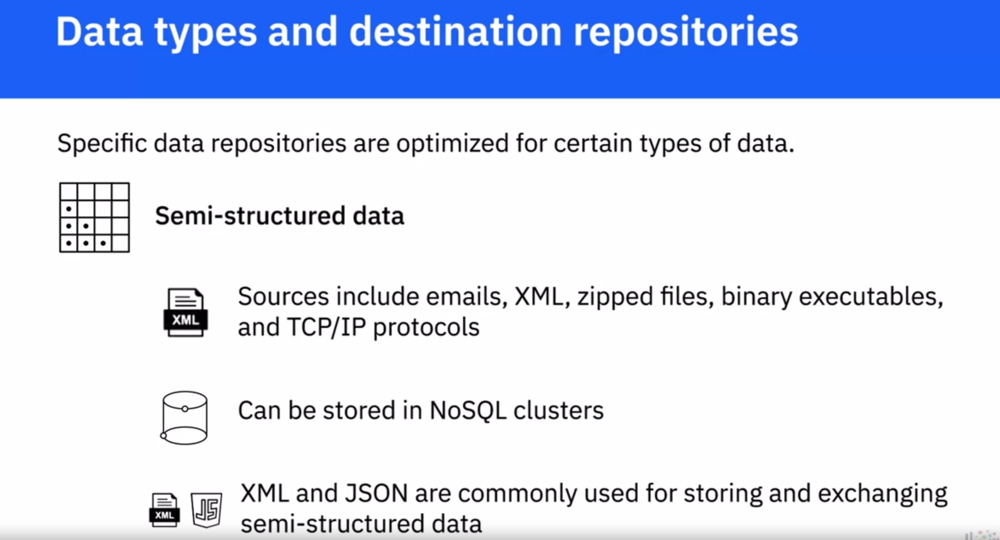 Data types and destination repositories
Specific data repositories are optimized for certain types of data.
Semi-structured data
XML
Sources include emails, XML, zipped files, binary executables,
and TCP/IP protocols
Can be stored in NoSQL clusters
XML
JS
XML and JSON are commonly used for storing and exchanging
semi-structured data